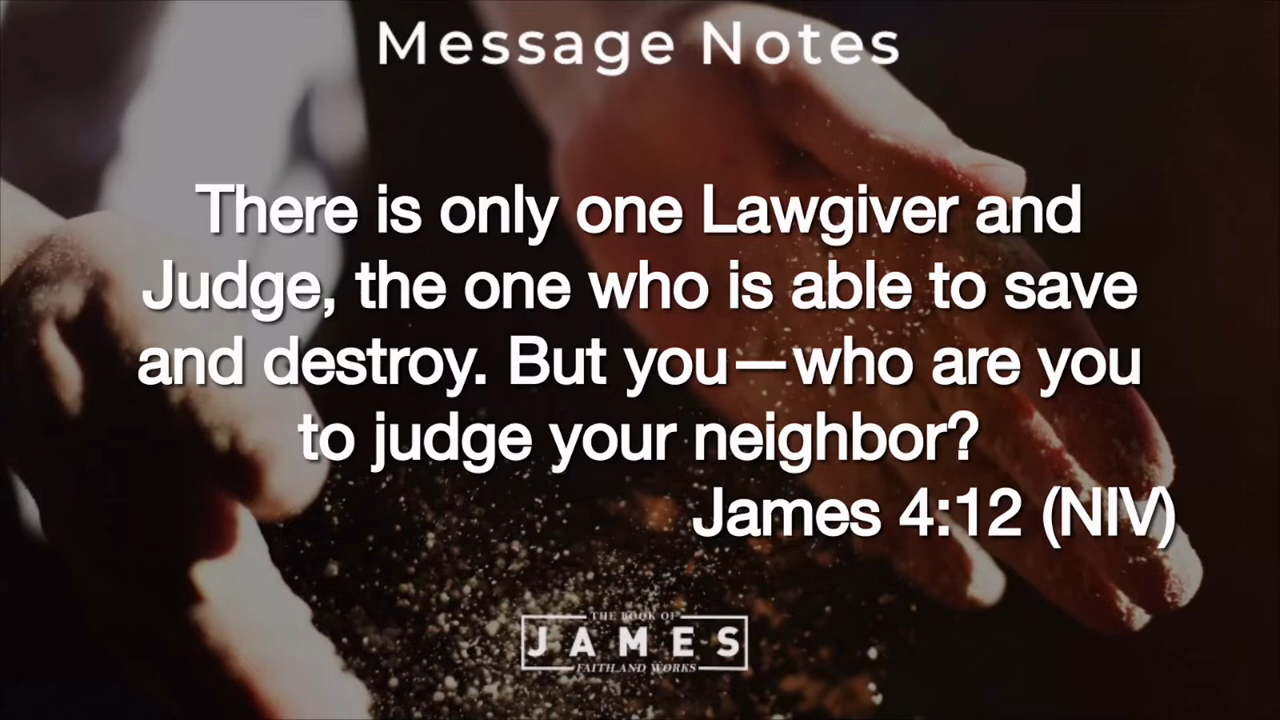 Message Notes
There is only one Lawgiver and
Judge, the one who is able to save
and destroy. But you—who are you
to judge your neighbor?
James 4:12 (NIV)
THE BOOK OF
JAMES
FAITH AND WORKS